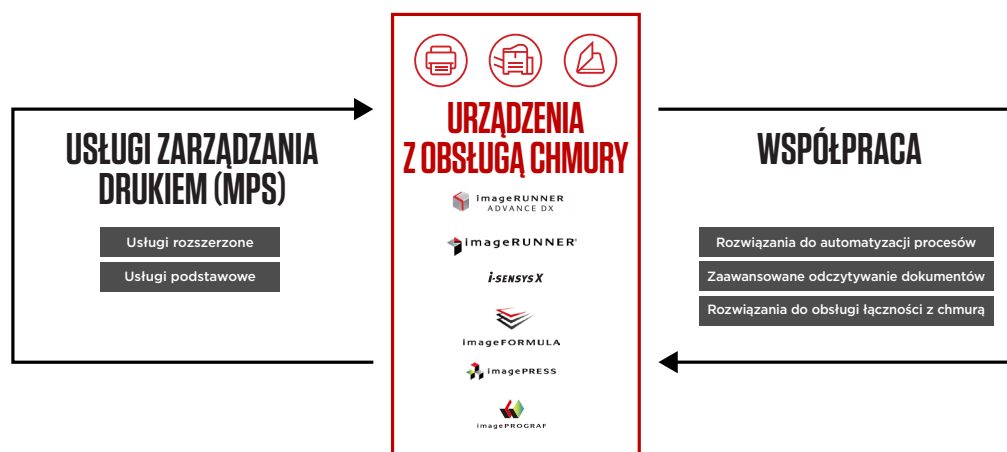 USŁUGI ZARZĄDZANIA
DRUKIEM (MPS)
Usługi rozszerzone
Usługi podstawowe
URZĄDZENIA
Z OBSŁUGĄ CHMURY
imageRUNNER
ADVANCE DX
imageRUNNER®
i-SENSYS X
imageFORMULA
imagePRESS
imagePROGRAF
WSPÓŁPRACA
Rozwiązania do automatyzacji procesów
Zaawansowane odczytywanie dokumentów
Rozwiązania do obsługi łączności z chmurą